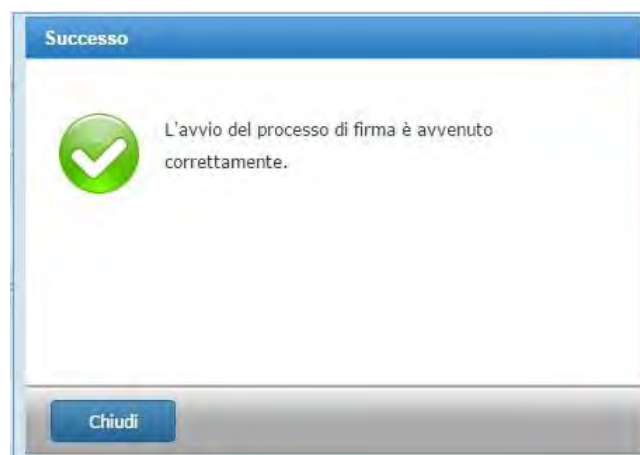 Successo
L'avvio del processo di firma è avvenuto
correttamente.
Chiudi